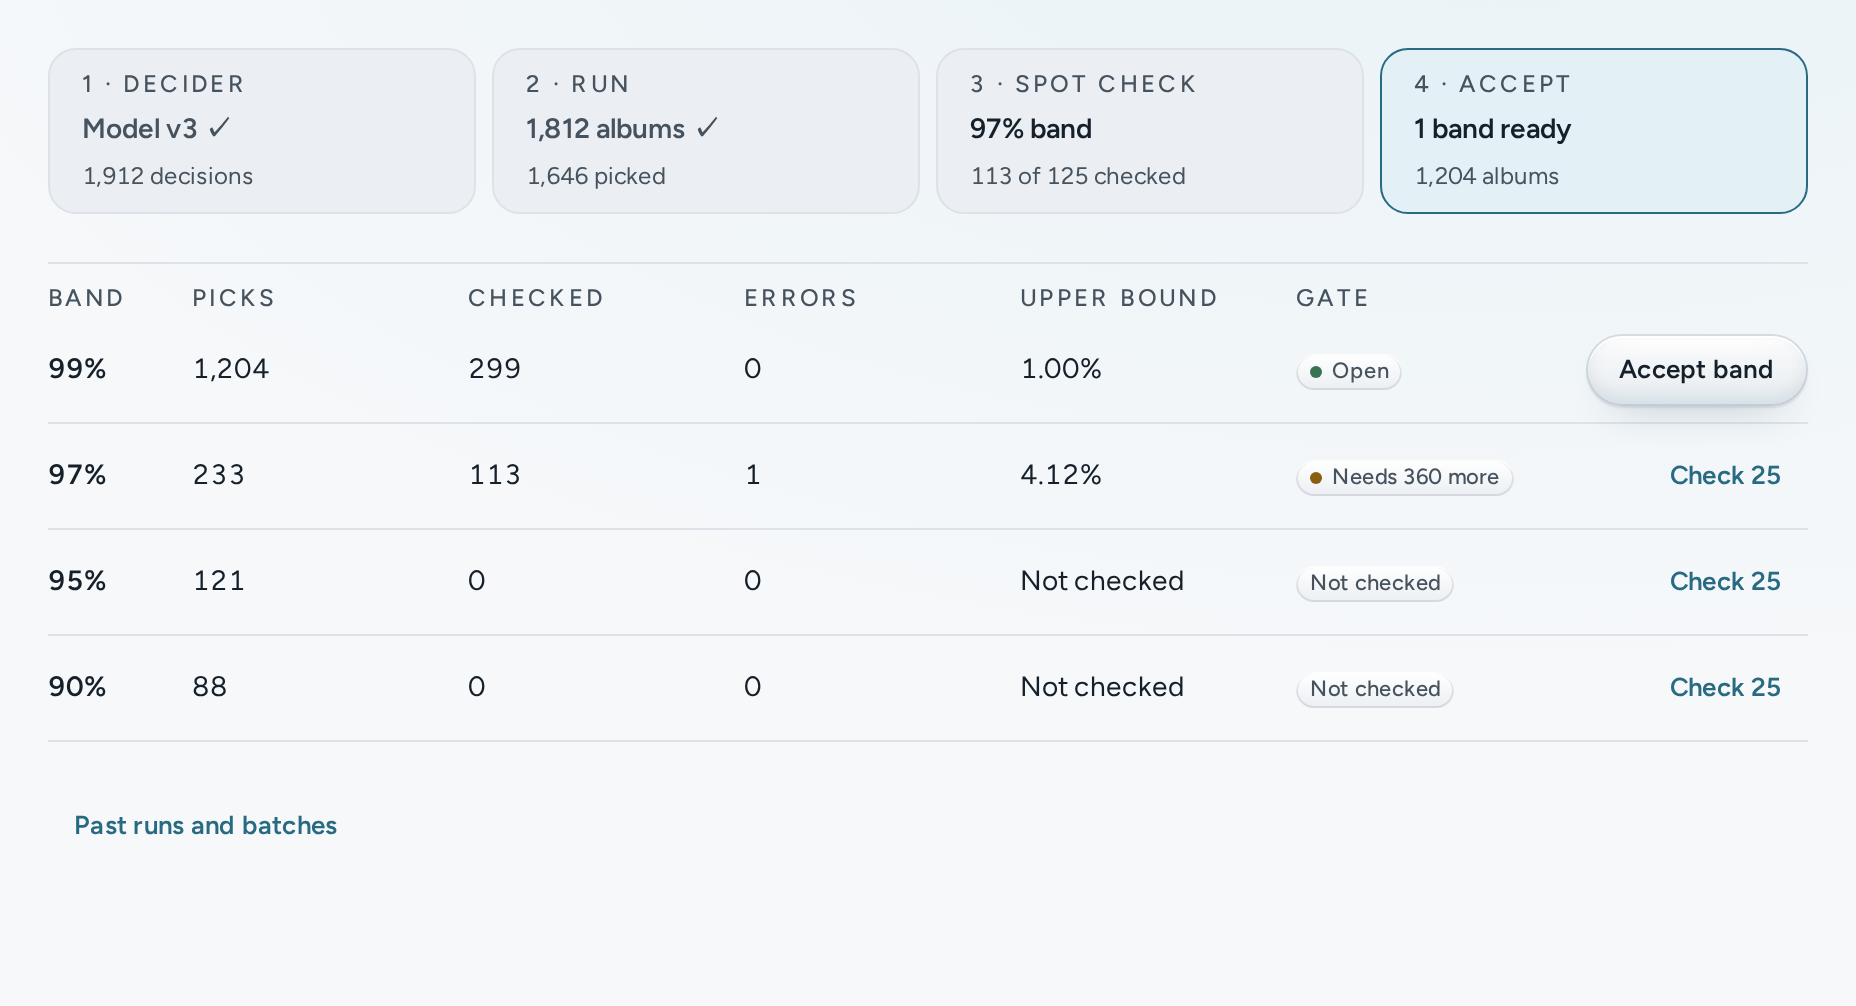 1 · DECIDER
Model v3 ✓
1,912 decisions
2 · RUN
1,812 albums ✓
1,646 picked
3 · SPOT CHECK
97% band
113 of 125 checked
4 · ACCEPT
1 band ready
1,204 albums
BAND PICKS CHECKED ERRORS UPPER BOUND GATE
99% 1,204 299 0 1.00% Open Accept band
97% 233 113 1 4.12% Needs 360 more Check 25
95% 121 0 0 Not checked Not checked Check 25
90% 88 0 0 Not checked Not checked Check 25
Past runs and batches